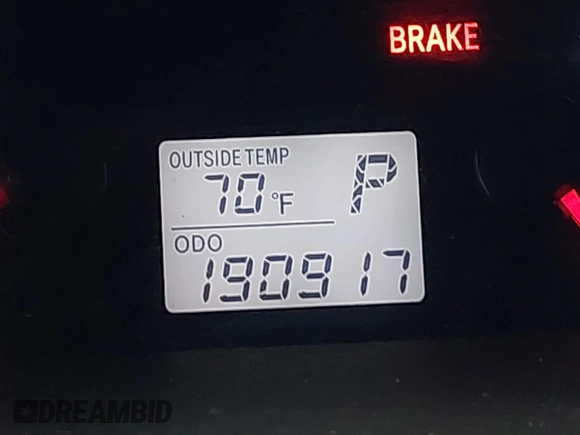 BRAKE
OUTSIDE TEMP
70 °F P
ODO
190917
DREAMBID